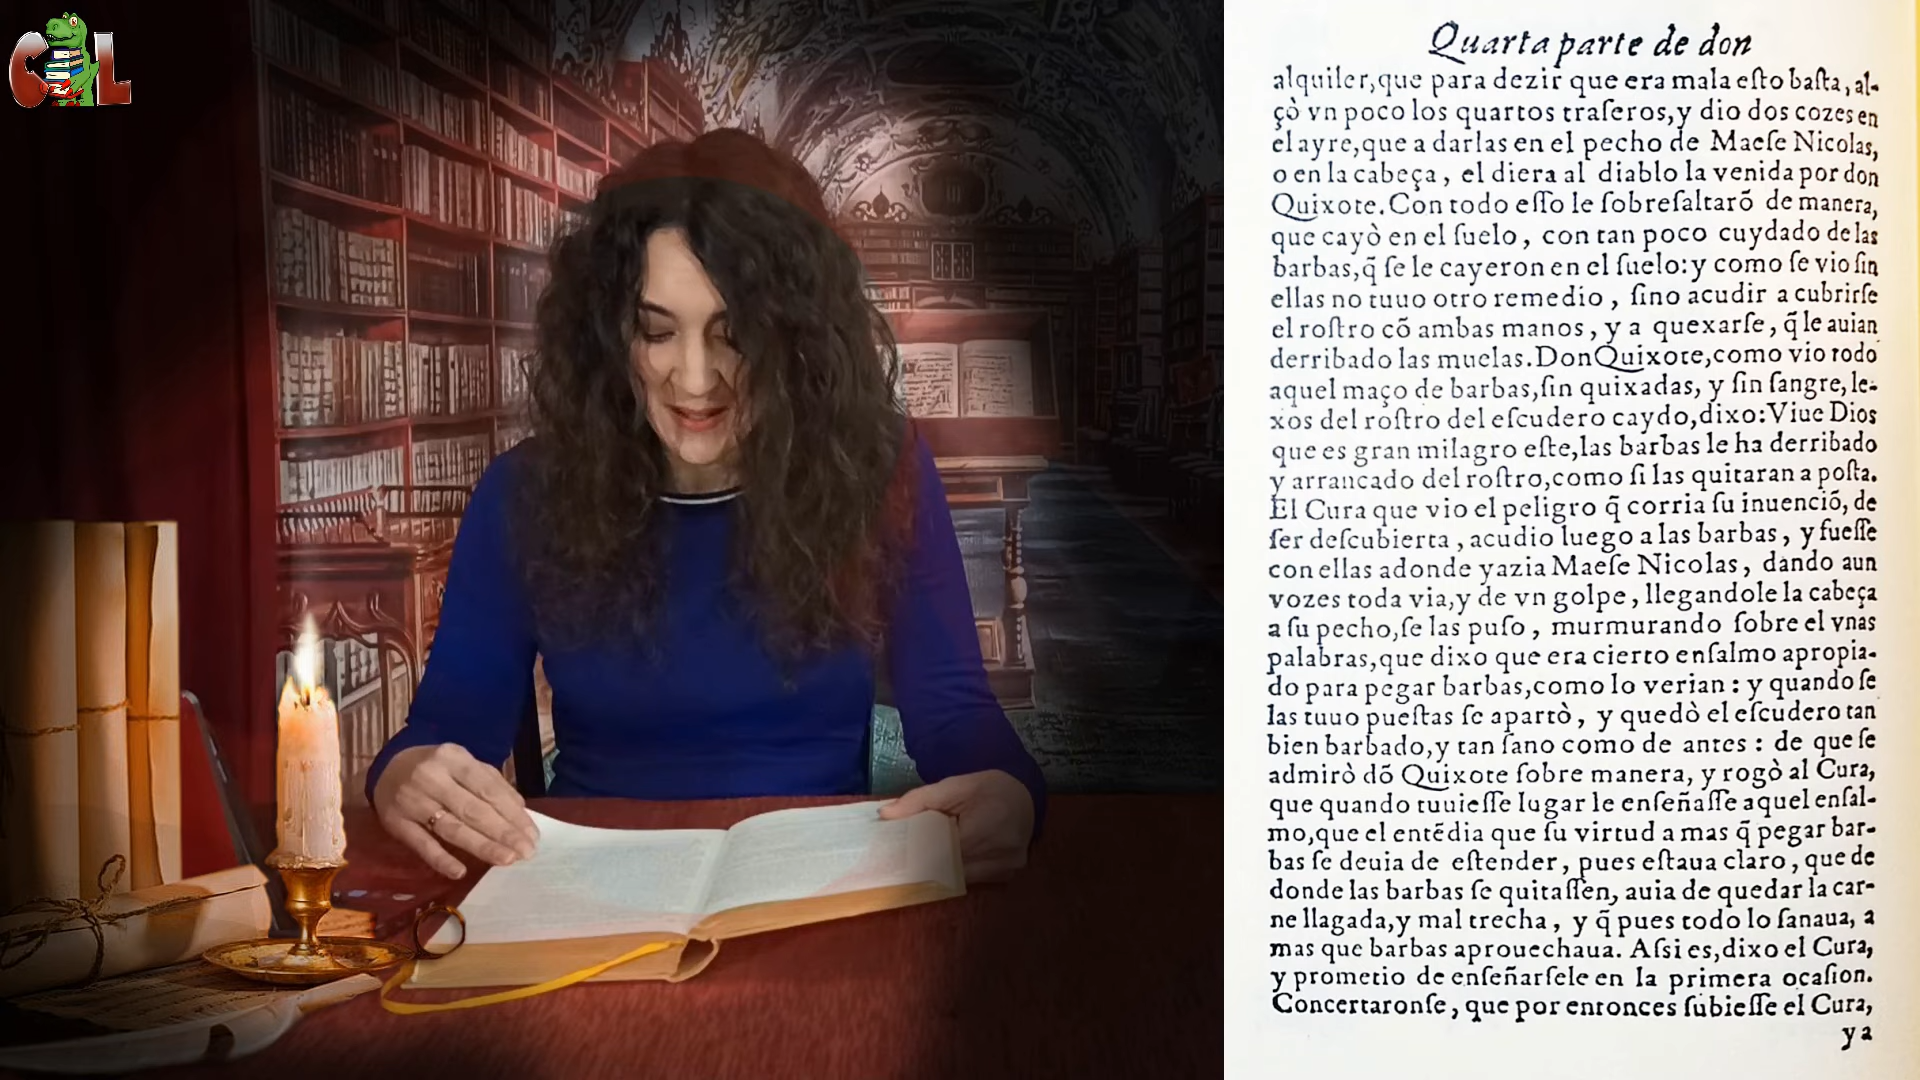 CL
Quarta parte de don
alquiler,que para dezir que era mala eſto baſta, al-
çò vn poco los quartos traſeros,y dio dos cozes en
el ayre,que a darlas en el pecho de Maeſe Nicolas,
o en la cabeça, el diera al diablo la venida por don
Quixote. Con todo eſſo le ſobreſaltarõ de manera,
que cayò en el ſuelo, con tan poco cuydado de las
barbas,q̃ ſe le cayeron en el ſuelo:y como ſe vio ſin
ellas no tuuo otro remedio, ſino acudir a cubrirſe
el roſtro cõ ambas manos, y a quexarſe, q̃ le auian
derribado las muelas. Don Quixote,como vio todo
aquel maço de barbas,ſin quixadas, y ſin ſangre, le-
xos del roſtro del eſcudero caydo,dixo:Viue Dios
que es gran milagro eſte,las barbas le ha derribado
y arrancado del roſtro,como ſi las quitaran a poſta.
El Cura que vio el peligro q̃ corria ſu inuenciõ, de
ſer deſcubierta, acudio luego a las barbas, y fueſſe
con ellas adonde yazia Maeſe Nicolas, dando aun
vozes toda via,y de vn golpe, llegandole la cabeça
a ſu pecho,ſe las puſo, murmurando ſobre el vnas
palabras,que dixo que era cierto enſalmo apropia-
do para pegar barbas,como lo verian: y quando ſe
las tuuo pueſtas ſe apartò, y quedò el eſcudero tan
bien barbado,y tan ſano como de antes: de que ſe
admirò dõ Quixote ſobre manera, y rogò al Cura,
que quando tuuieſſe lugar le enſeñaſſe aquel enſal-
mo,que el entẽdia que ſu virtud a mas q̃ pegar bar-
bas ſe deuia de eſtender, pues eſtaua claro, que de
donde las barbas ſe quitaſſen, auia de quedar la car-
ne llagada,y mal trecha, y q̃ pues todo lo ſanaua, a
mas que barbas aprouechaua. Aſsi es,dixo el Cura,
y prometio de enſeñarſele en la primera ocaſion.
Concertaronſe, que por entonces ſubieſſe el Cura,
y a